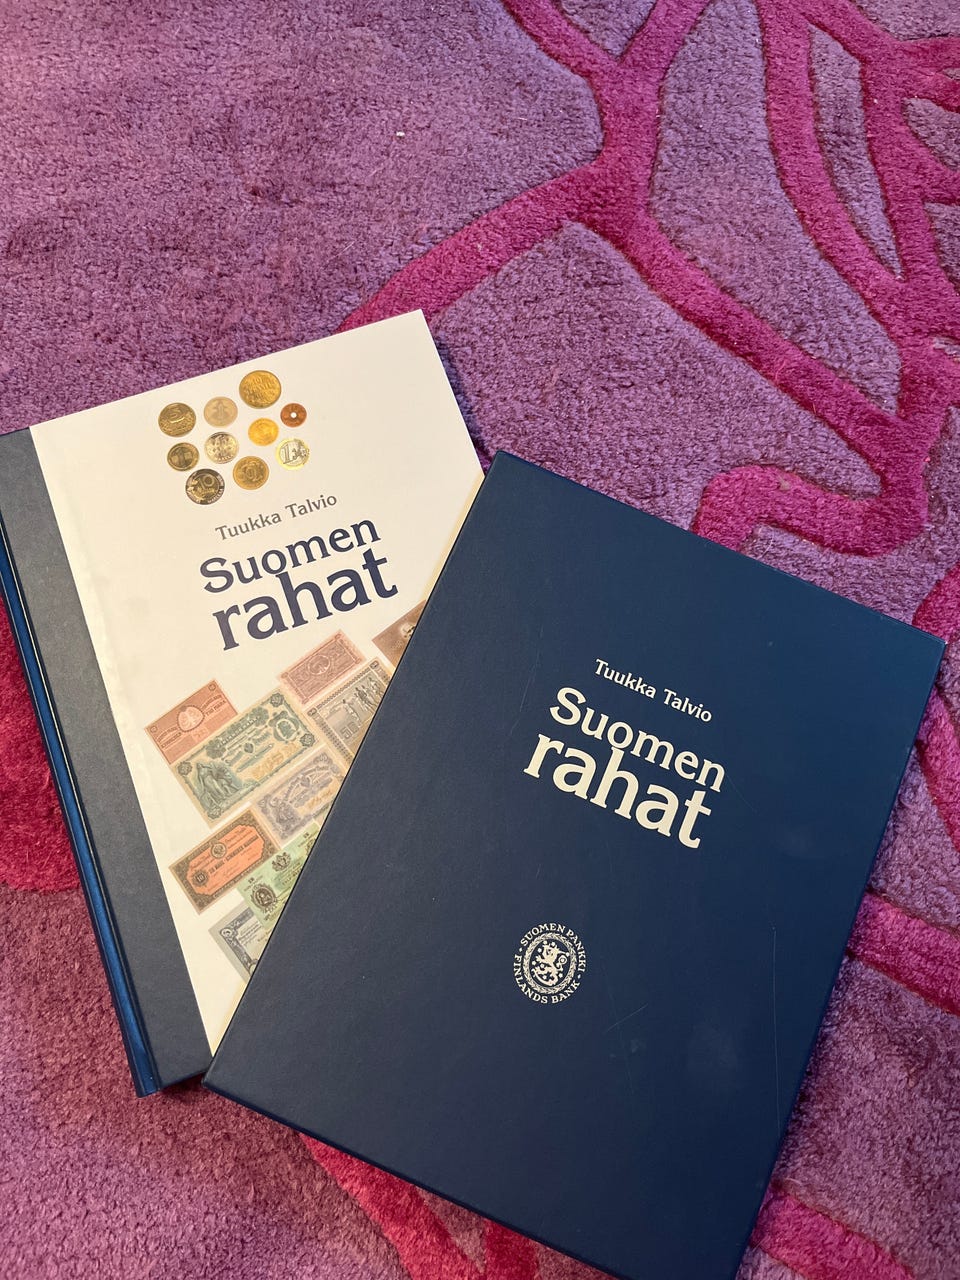 Tuukka Talvio
Suomen
rahat
Tuukka Talvio
Suomen
rahat
SUOMEN PANKKI
FINLANDS BANK